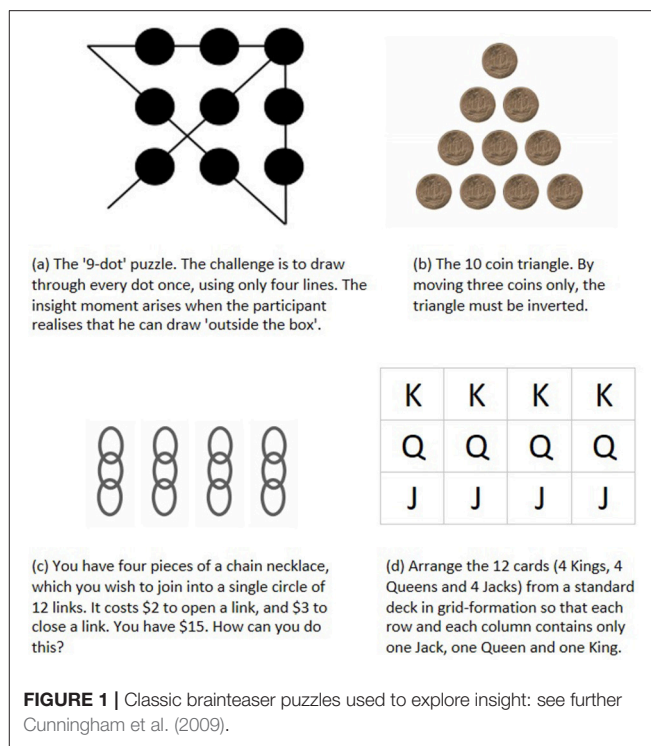 (a) The '9-dot' puzzle. The challenge is to draw
through every dot once, using only four lines. The
insight moment arises when the participant
realises that he can draw 'outside the box'.
(b) The 10 coin triangle. By
moving three coins only, the
triangle must be inverted.
K K K K
Q Q Q Q
J J J J
(c) You have four pieces of a chain necklace,
which you wish to join into a single circle of
12 links. It costs $2 to open a link, and $3 to
close a link. You have $15. How can you do
this?
(d) Arrange the 12 cards (4 Kings, 4
Queens and 4 Jacks) from a standard
deck in grid-formation so that each
row and each column contains only
one Jack, one Queen and one King.
FIGURE 1 | Classic brainteaser puzzles used to explore insight: see further
Cunningham et al. (2009).